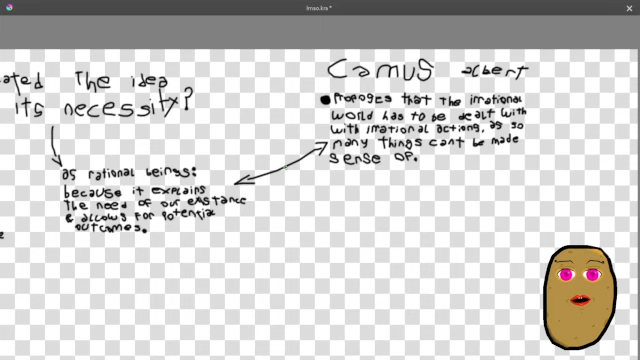 lmao.kra *
ated The idea
its necessity?
as rational beings:
because it explains
The need of our existance
& allows for potential
outcomes.
Camus albert
Proposes that the irrational
world has to be dealt with
with irrational actions, as so
many things cant be made
sense of.